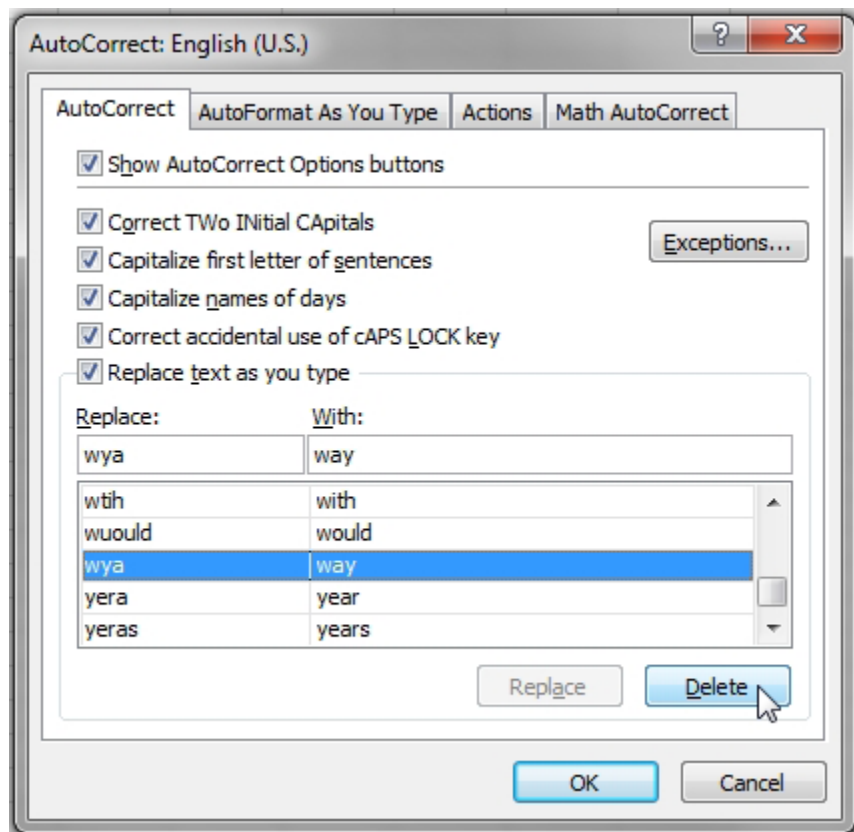 AutoCorrect: English (U.S.)
AutoCorrect AutoFormat As You Type Actions Math AutoCorrect
Show AutoCorrect Options buttons
Correct TWo INitial CApitals
Exceptions...
Capitalize first letter of sentences
Capitalize names of days
Correct accidental use of cAPS LOCK key
Replace text as you type
Replace: With:
wya way
wtih with
wuould would
wya way
yera year
yeras years
Replace Delete
OK Cancel